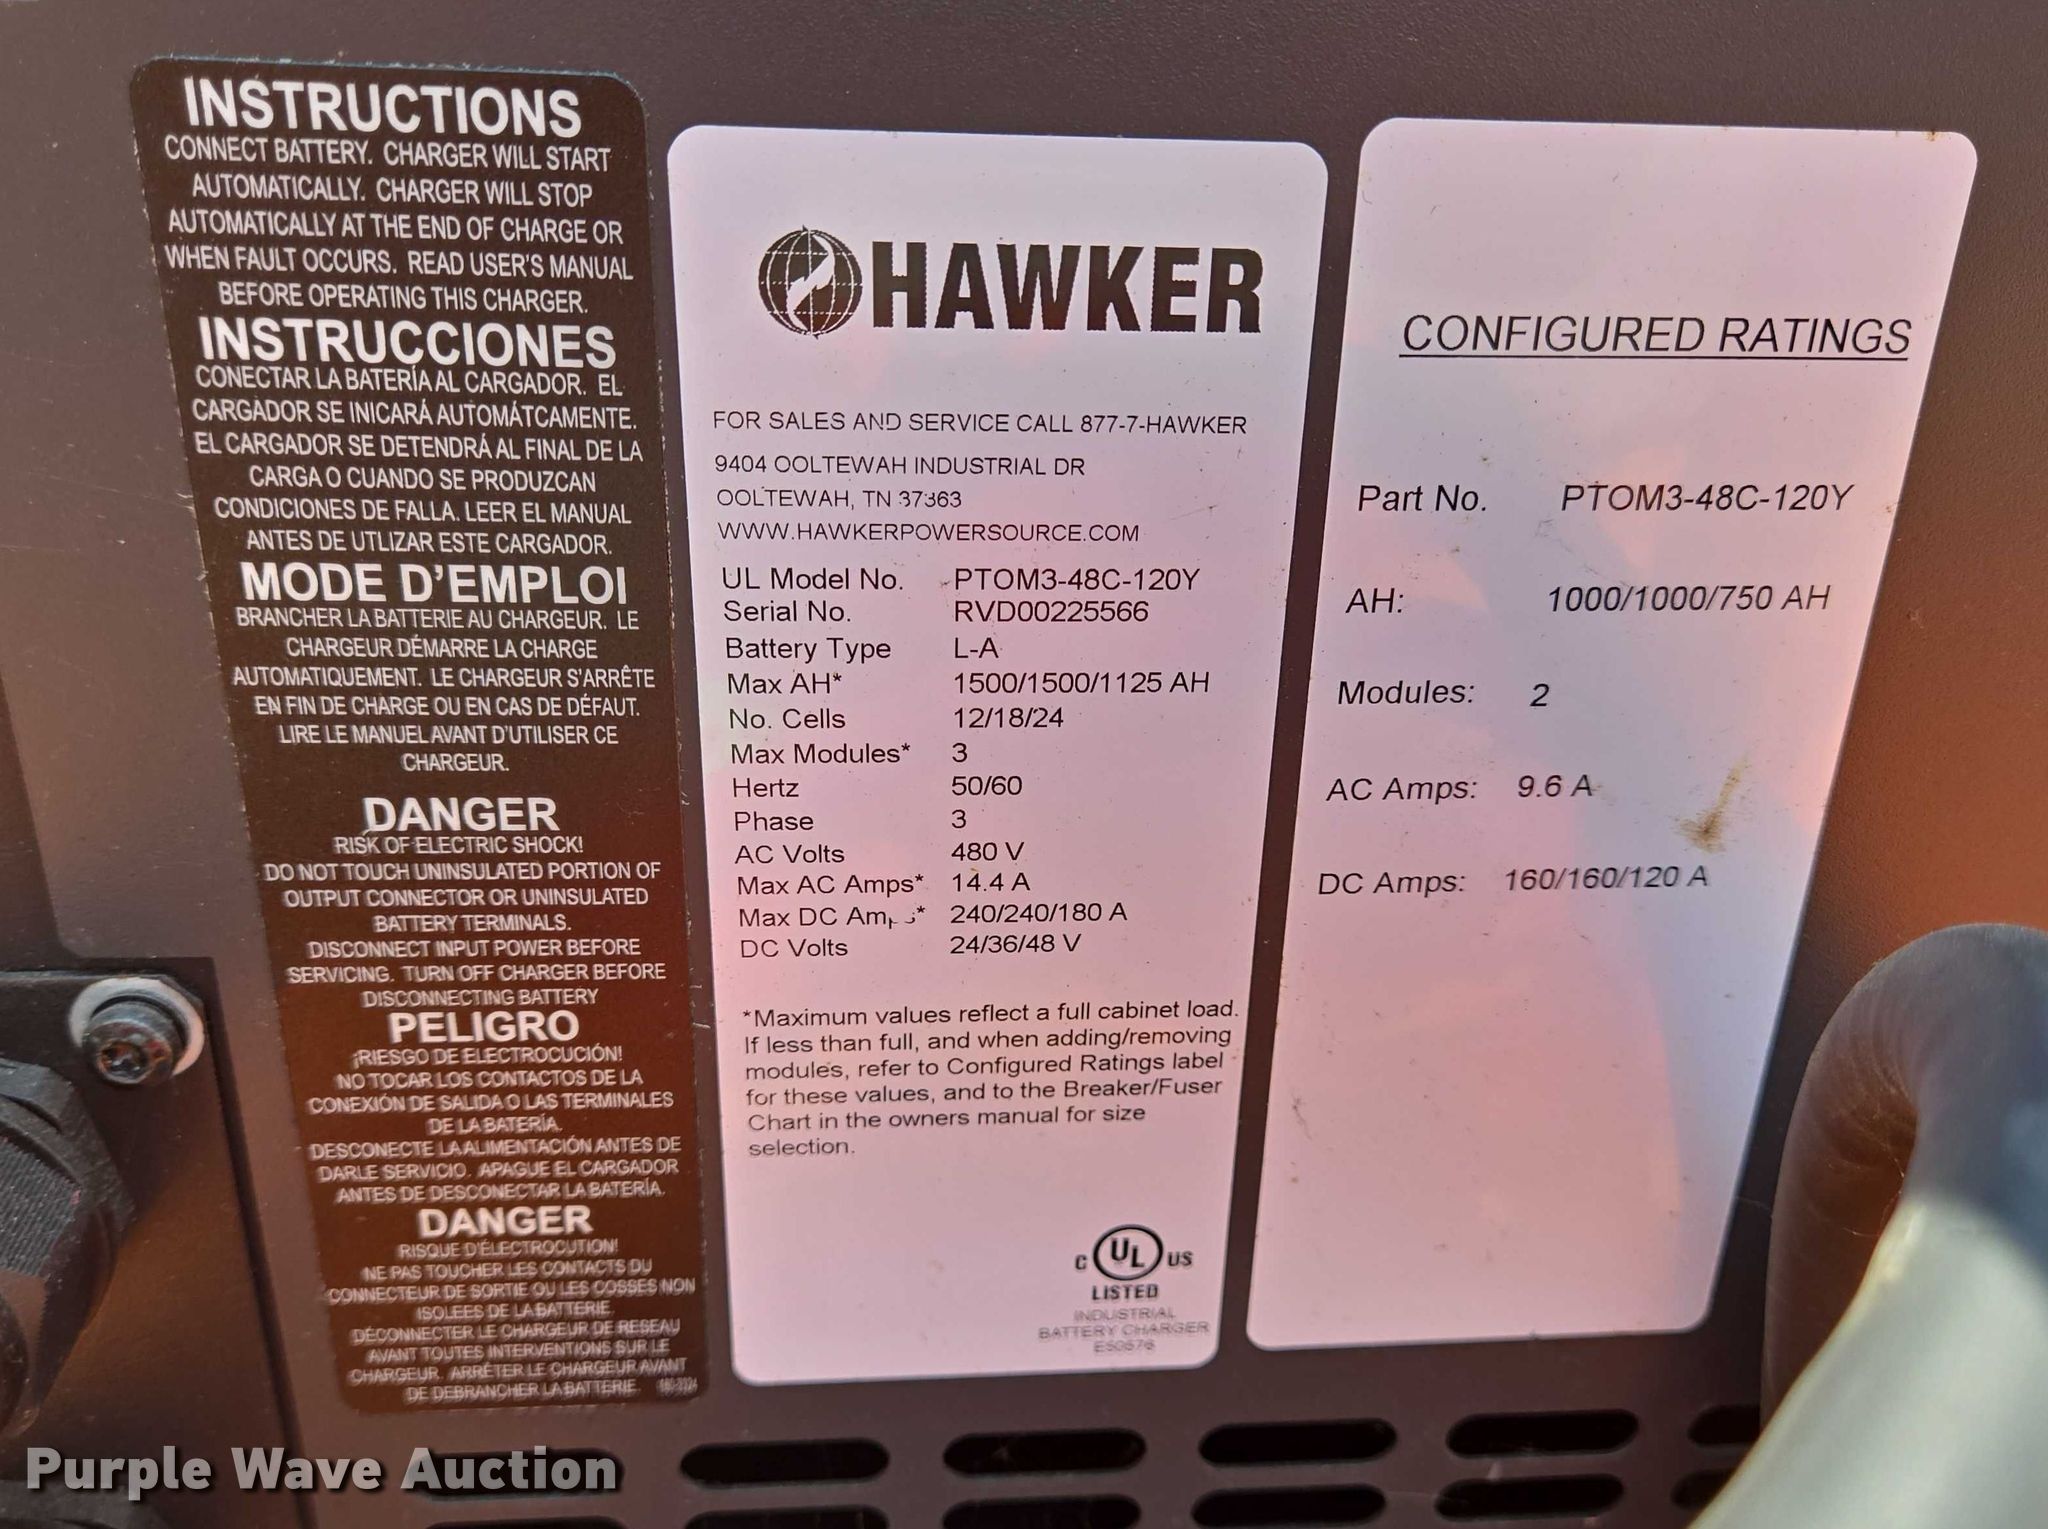 INSTRUCTIONS
CONNECT BATTERY. CHARGER WILL START
AUTOMATICALLY. CHARGER WILL STOP
AUTOMATICALLY AT THE END OF CHARGE OR
WHEN FAULT OCCURS. READ USER'S MANUAL
BEFORE OPERATING THIS CHARGER.
INSTRUCCIONES
CONECTAR LA BATERÍA AL CARGADOR. EL
CARGADOR SE INICARÁ AUTOMÁTCAMENTE.
EL CARGADOR SE DETENDRÁ AL FINAL DE LA
CARGA O CUANDO SE PRODUZCAN
CONDICIONES DE FALLA. LEER EL MANUAL
ANTES DE UTLIZAR ESTE CARGADOR.
MODE D'EMPLOI
BRANCHER LA BATTERIE AU CHARGEUR. LE
CHARGEUR DÉMARRE LA CHARGE
AUTOMATIQUEMENT. LE CHARGEUR S'ARRÊTE
EN FIN DE CHARGE OU EN CAS DE DÉFAUT.
LIRE LE MANUEL AVANT D'UTILISER CE
CHARGEUR.
DANGER
RISK OF ELECTRIC SHOCK!
DO NOT TOUCH UNINSULATED PORTION OF
OUTPUT CONNECTOR OR UNINSULATED
BATTERY TERMINALS.
DISCONNECT INPUT POWER BEFORE
SERVICING. TURN OFF CHARGER BEFORE
DISCONNECTING BATTERY
PELIGRO
¡RIESGO DE ELECTROCUCIÓN!
NO TOCAR LOS CONTACTOS DE LA
CONEXIÓN DE SALIDA O LAS TERMINALES
DE LA BATERÍA.
DESCONECTE LA ALIMENTACIÓN ANTES DE
DARLE SERVICIO. APAGUE EL CARGADOR
ANTES DE DESCONECTAR LA BATERÍA.
DANGER
RISQUE D'ÉLECTROCUTION!
NE PAS TOUCHER LES CONTACTS DU
CONNECTEUR DE SORTIE OU LES COSSES NON
ISOLEES DE LA BATTERIE.
DÉCONNECTER LE CHARGEUR DE RESEAU
AVANT TOUTES INTERVENTIONS SUR LE
CHARGEUR. ARRÊTER LE CHARGEUR AVANT
DE DEBRANCHER LA BATTERIE.
HAWKER
FOR SALES AND SERVICE CALL 877-7-HAWKER
9404 OOLTEWAH INDUSTRIAL DR
OOLTEWAH, TN 37363
WWW.HAWKERPOWERSOURCE.COM
UL Model No. PTOM3-48C-120Y
Serial No. RVD00225566
Battery Type L-A
Max AH* 1500/1500/1125 AH
No. Cells 12/18/24
Max Modules* 3
Hertz 50/60
Phase 3
AC Volts 480 V
Max AC Amps* 14.4 A
Max DC Amps* 240/240/180 A
DC Volts 24/36/48 V
*Maximum values reflect a full cabinet load.
If less than full, and when adding/removing
modules, refer to Configured Ratings label
for these values, and to the Breaker/Fuser
Chart in the owners manual for size
selection.
C UL US
LISTED
INDUSTRIAL
BATTERY CHARGER
CONFIGURED RATINGS
Part No. PTOM3-48C-120Y
AH: 1000/1000/750 AH
Modules: 2
AC Amps: 9.6 A
DC Amps: 160/160/120 A
Purple Wave Auction